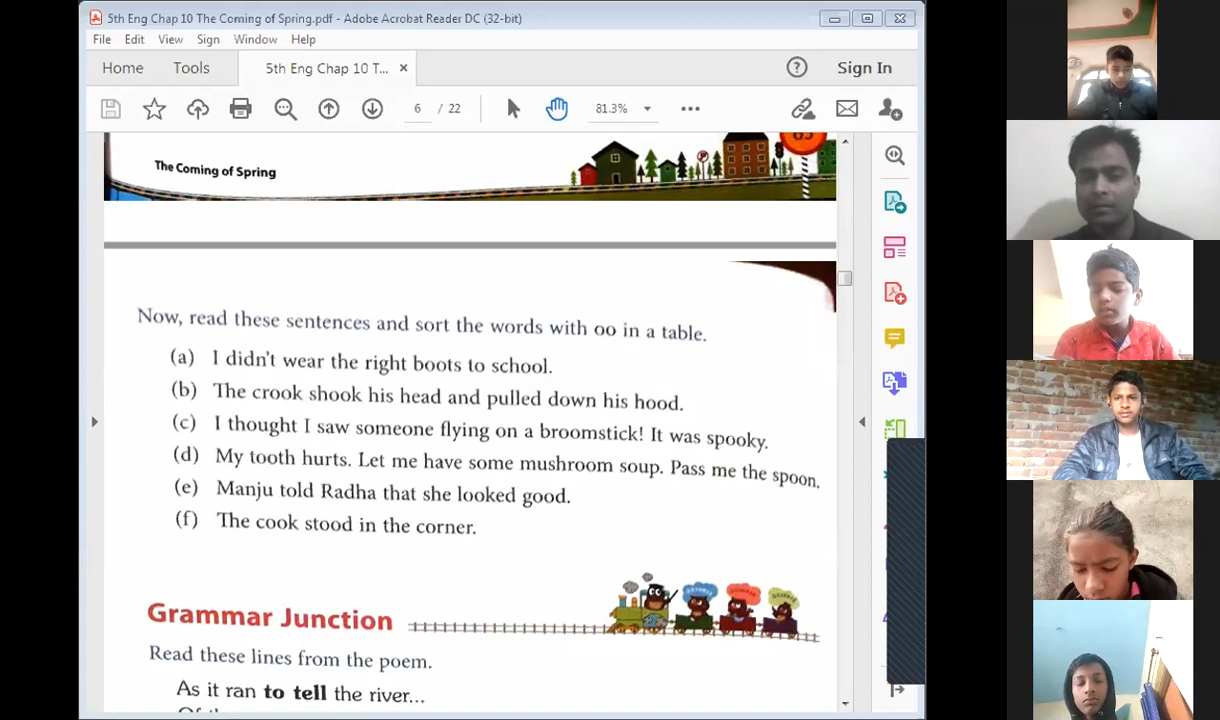 5th Eng Chap 10 The Coming of Spring.pdf - Adobe Acrobat Reader DC (32-bit)
File Edit View Sign Window Help
Home Tools 5th Eng Chap 10 T... × Sign In
6 / 22 81.3%
The Coming of Spring
Now, read these sentences and sort the words with oo in a table.
(a) I didn't wear the right boots to school.
(b) The crook shook his head and pulled down his hood.
(c) I thought I saw someone flying on a broomstick! It was spooky.
(d) My tooth hurts. Let me have some mushroom soup. Pass me the spoon.
(e) Manju told Radha that she looked good.
(f) The cook stood in the corner.
Grammar Junction
Read these lines from the poem.
As it ran to tell the river...